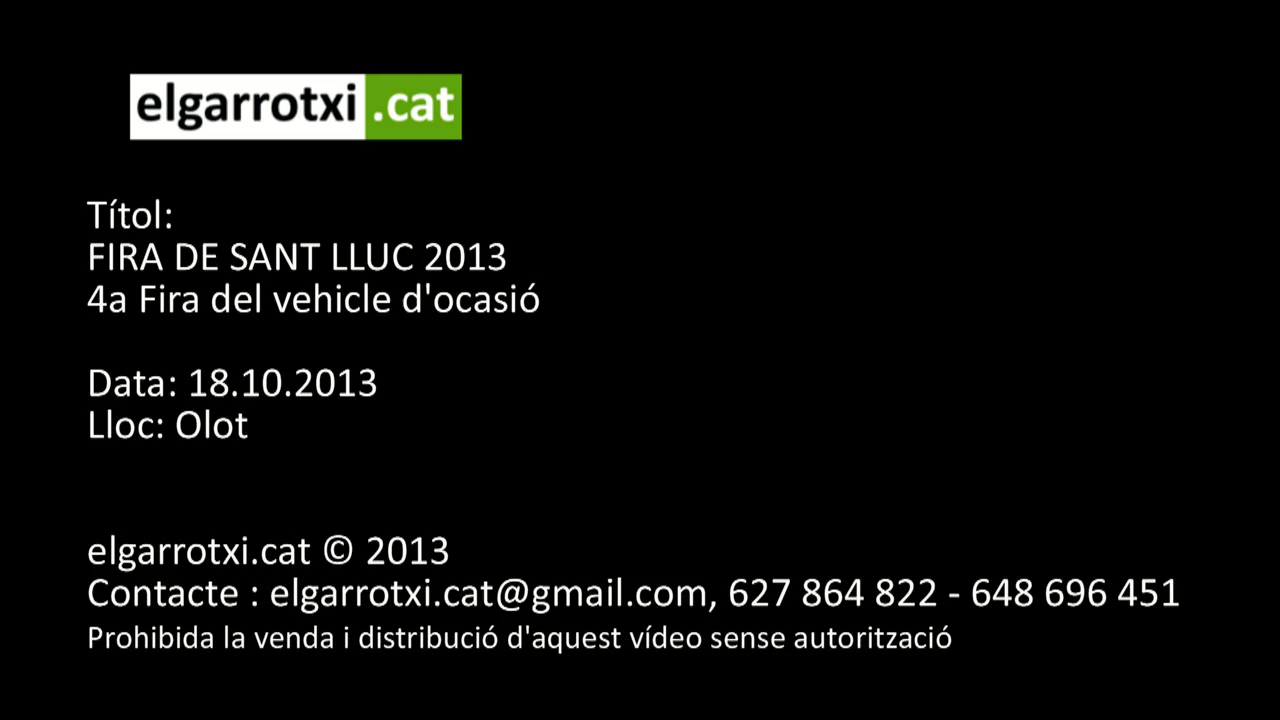 elgarrotxi.cat
Títol:
FIRA DE SANT LLUC 2013
4a Fira del vehicle d'ocasió
Data: 18.10.2013
Lloc: Olot
elgarrotxi.cat © 2013
Contacte : elgarrotxi.cat@gmail.com, 627 864 822 - 648 696 451
Prohibida la venda i distribució d'aquest vídeo sense autorització